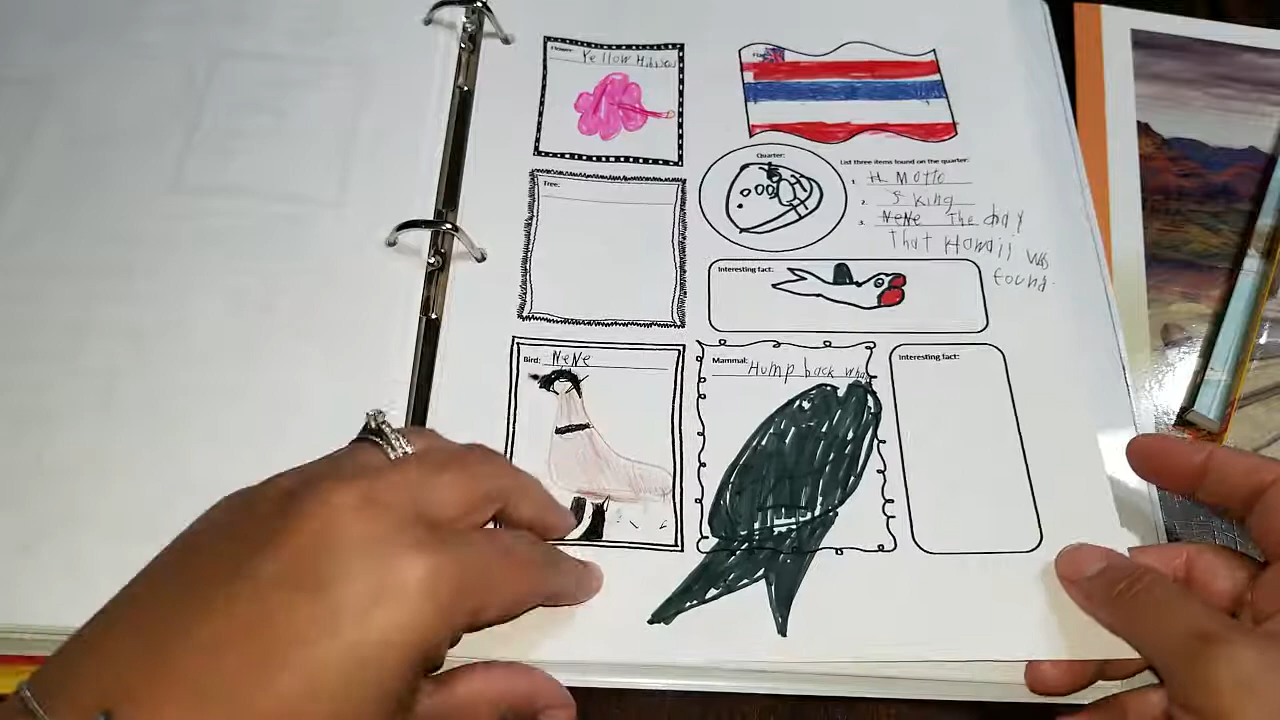 Flower:
Yellow Hibiscus
Flag
Quarter:
List three items found on the quarter:
1. H Motto
2. s King
3. NeNe The day
That Hawaii was
found.
Tree:
Interesting fact:
Bird: NeNe
Mammal: Hump back wha
Interesting fact: